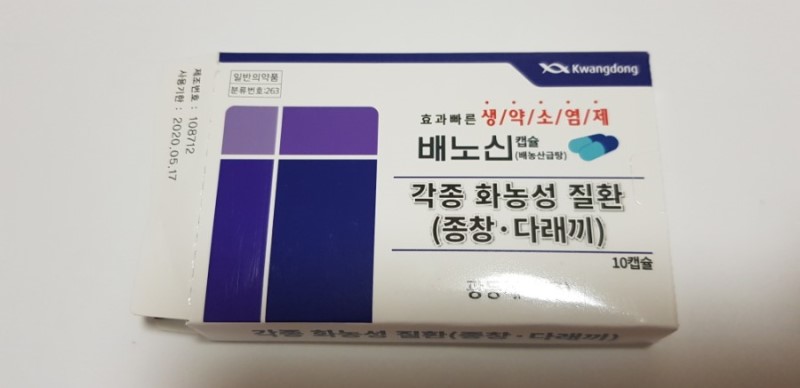 제조번호 : 108712
사용기한 : 2020.05.17
Kwangdong
일반의약품
분류번호:263
효과빠른 생/약/소/염/제
배노신 캡슐
(배농산급탕)
각종 화농성 질환
(종창·다래끼)
10캡슐
광동제
각종 화농성 질환(종창·다래끼)